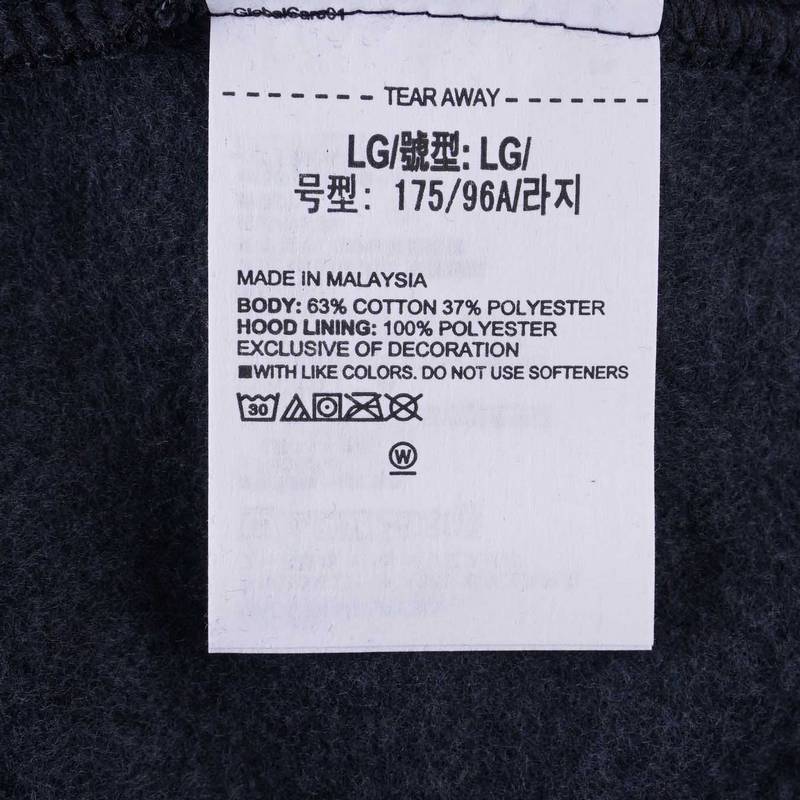 GlobalCare01
TEAR AWAY
LG/號型: LG/
号型: 175/96A/라지
MADE IN MALAYSIA
BODY: 63% COTTON 37% POLYESTER
HOOD LINING: 100% POLYESTER
EXCLUSIVE OF DECORATION
■WITH LIKE COLORS. DO NOT USE SOFTENERS
30
W